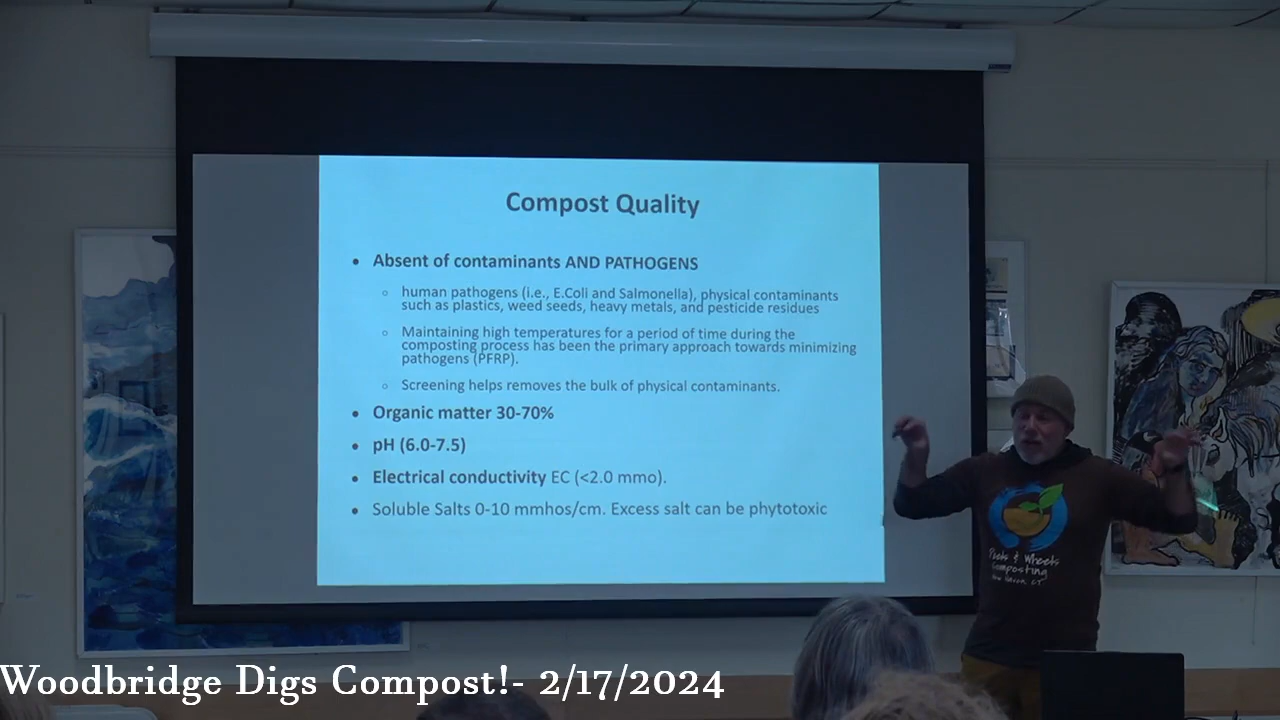 Compost Quality
• Absent of contaminants AND PATHOGENS
○ human pathogens (i.e., E.Coli and Salmonella), physical contaminants
such as plastics, weed seeds, heavy metals, and pesticide residues
○ Maintaining high temperatures for a period of time during the
composting process has been the primary approach towards minimizing
pathogens (PFRP).
○ Screening helps removes the bulk of physical contaminants.
• Organic matter 30-70%
• pH (6.0-7.5)
• Electrical conductivity EC (<2.0 mmo).
• Soluble Salts 0-10 mmhos/cm. Excess salt can be phytotoxic
& Wheels
Composting
CT
Woodbridge Digs Compost!- 2/17/2024